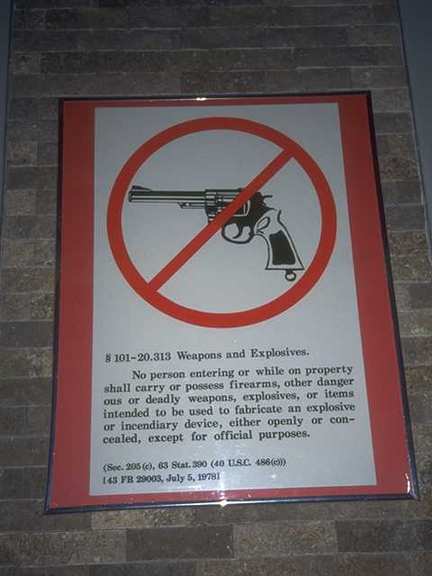 § 101-20.313 Weapons and Explosives.
No person entering or while on property
shall carry or possess firearms, other danger
ous or deadly weapons, explosives, or items
intended to be used to fabricate an explosive
or incendiary device, either openly or con-
cealed, except for official purposes.
(Sec. 205 (c), 63 Stat. 390 (40 U.S.C. 486(c)))
[43 FR 29003, July 5, 1978]